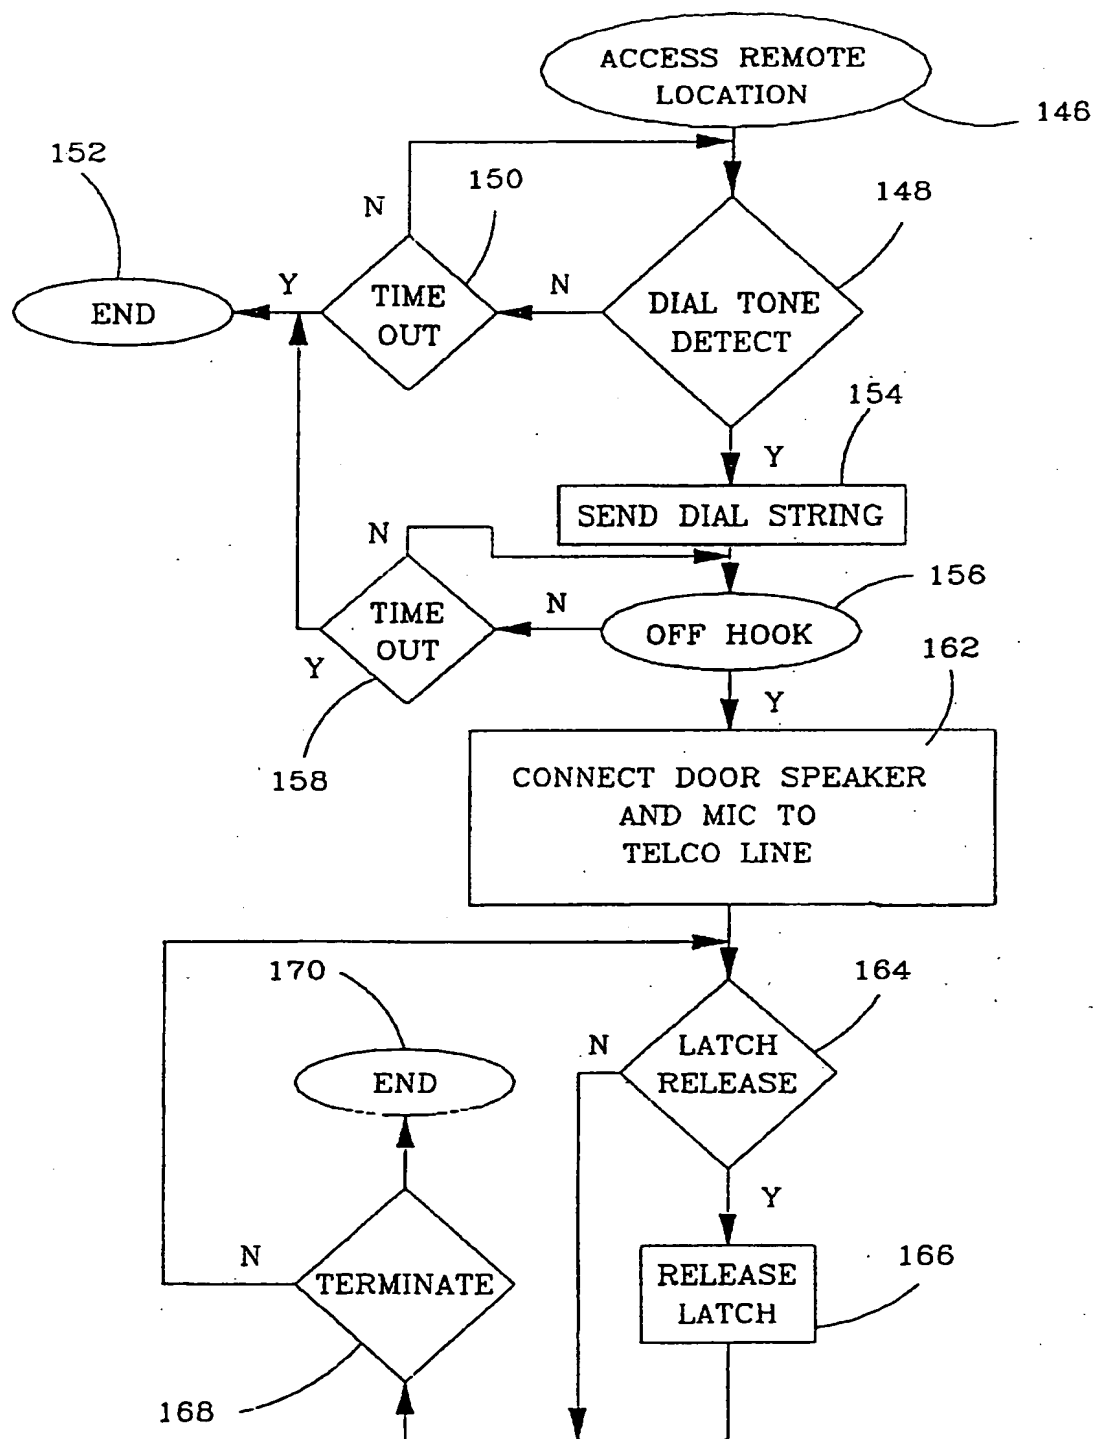 ACCESS REMOTE
LOCATION
146
152
150
148
N
Y
N
END
TIME
OUT
DIAL TONE
DETECT
154
Y
SEND DIAL STRING
N
156
N
TIME
OUT
OFF HOOK
Y
162
Y
158
CONNECT DOOR SPEAKER
AND MIC TO
TELCO LINE
170
164
N
LATCH
RELEASE
END
Y
N
166
TERMINATE
RELEASE
LATCH
168